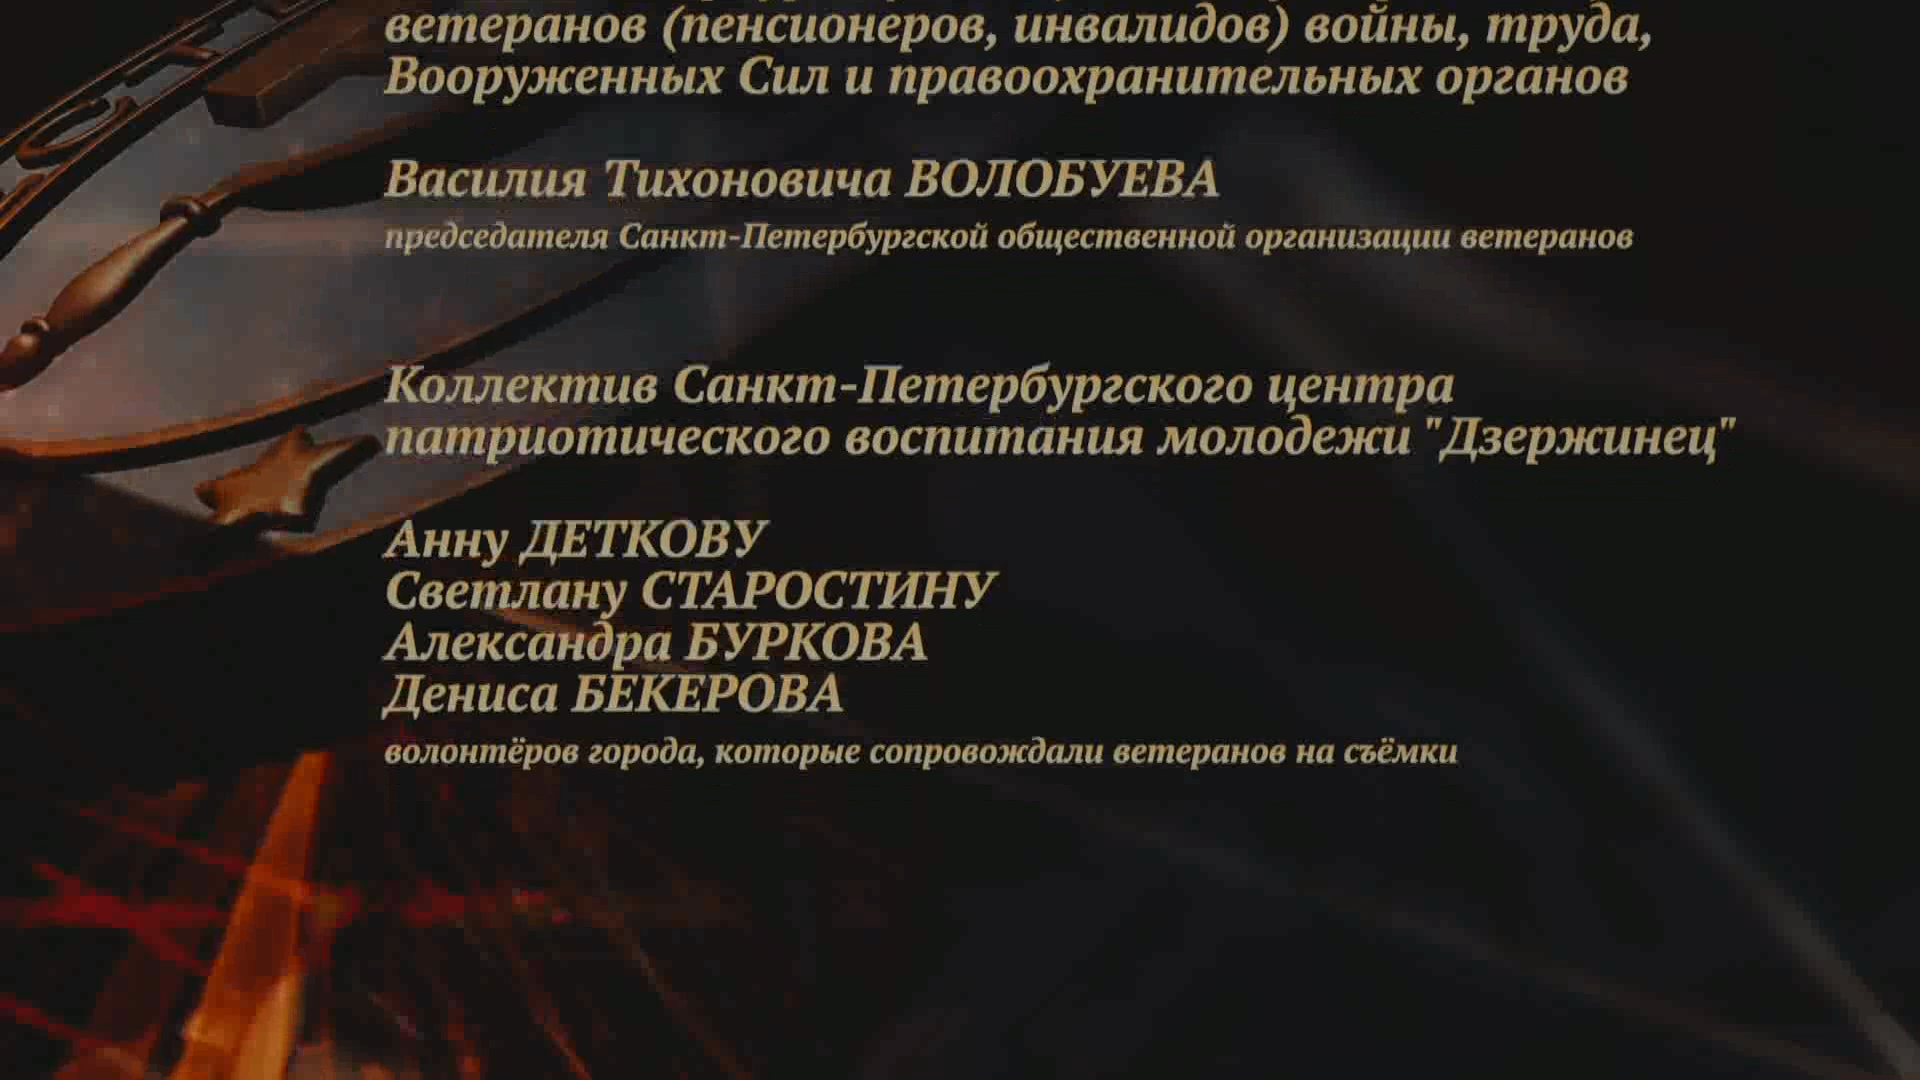 ветеранов (пенсионеров, инвалидов) войны, труда,
Вооруженных Сил и правоохранительных органов
Василия Тихоновича ВОЛОБУЕВА
председателя Санкт-Петербургской общественной организации ветеранов
Коллектив Санкт-Петербургского центра
патриотического воспитания молодежи "Дзержинец"
Анну ДЕТКОВУ
Светлану СТАРОСТИНУ
Александра БУРКОВА
Дениса БЕКЕРОВА
волонтёров города, которые сопровождали ветеранов на съёмки